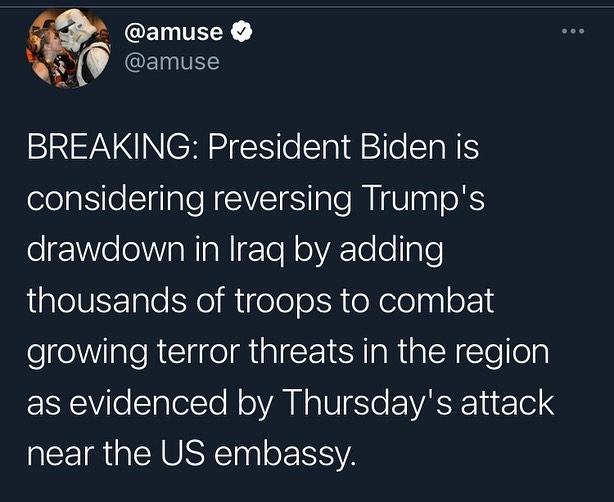 @amuse
@amuse
BREAKING: President Biden is
considering reversing Trump's
drawdown in Iraq by adding
thousands of troops to combat
growing terror threats in the region
as evidenced by Thursday's attack
near the US embassy.